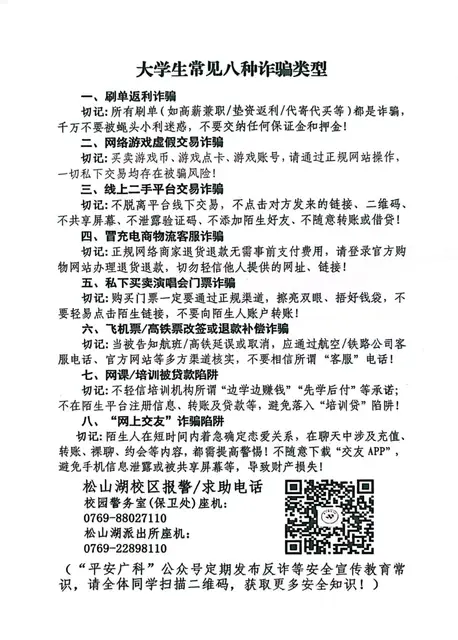 大学生常见八种诈骗类型
一、刷单返利诈骗
切记:所有刷单(如高薪兼职/垫资返利/代寄代买等)都是诈骗,
千万不要被蝇头小利迷惑，不要交纳任何保证金和押金!
二、网络游戏虚假交易诈骗
切记:买卖游戏币、游戏点卡、游戏账号，请通过正规网站操作，
一切私下交易均存在被骗风险!
三、线上二手平台交易诈骗
切记:不脱离平台线下交易，不点击对方发来的链接、二维码、
不共享屏幕、不泄露验证码、不添加陌生好友、不随意转账或借贷!
四、冒充电商物流客服诈骗
切记:正规网络商家退货退款无需事前支付费用，请登录官方购
物网站办理退货退款，切勿轻信他人提供的网址、链接!
五、私下买卖演唱会门票诈骗
切记:购买门票一定要通过正规渠道，擦亮双眼、捂好钱袋，不
要轻易点击陌生链接，不要向陌生人账户转账!
六、飞机票/高铁票改签或退款补偿诈骗
切记:当被告知航班/高铁延误或取消，应通过航空/铁路公司客
服电话、官方网站等多方渠道核实，不要相信所谓“客服”电话!
七、网课/培训被贷款陷阱
切记:不轻信培训机构所谓“边学边赚钱”“先学后付”等承诺;
不在陌生平台注册信息、转账及贷款等，避免落入“培训贷”陷阱!
八、“网上交友”诈骗陷阱
切记:陌生人在短时间内着急确定恋爱关系，在聊天中涉及充值、
转账、裸聊、约会等内容，都需提高警惕!不随意下载“交友APP”，
避免手机信息泄露或被共享屏幕等，导致财产损失!
松山湖校区报警/求助电话
校园警务室(保卫处)座机:
0769-88027110
松山湖派出所座机:
0769-22898110
(“平安广科”公众号定期发布反诈等安全宣传教育常
识，请全体同学扫描二维码，获取更多安全知识!)